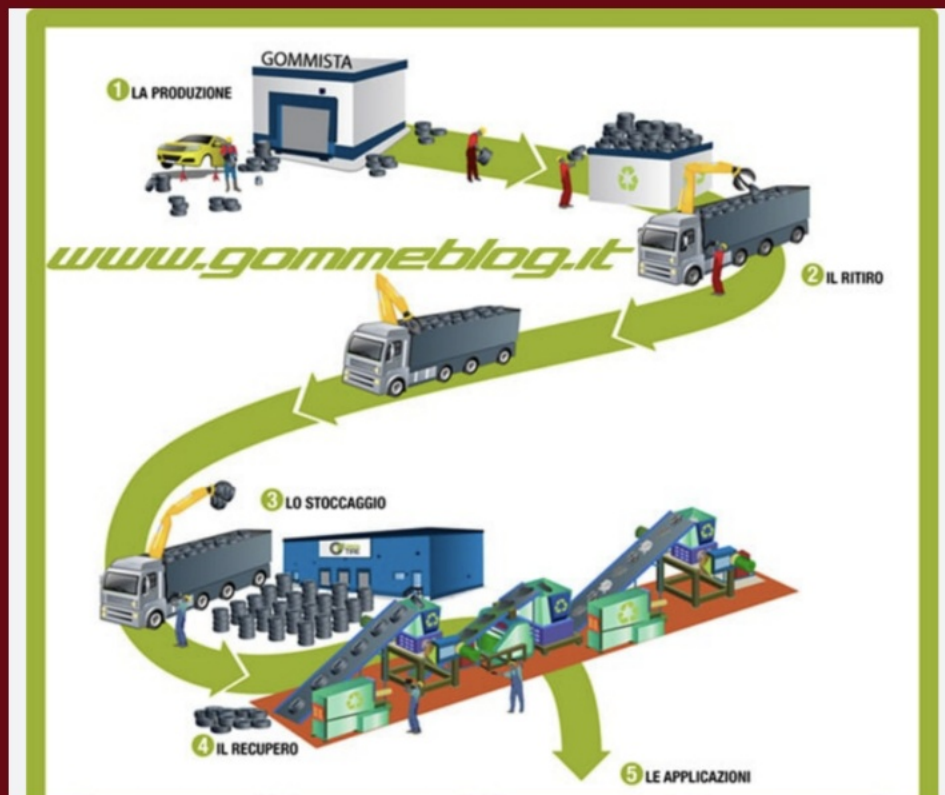 GOMMISTA
1 LA PRODUZIONE
www.gommeblog.it
2 IL RITIRO
3 LO STOCCAGGIO
4 IL RECUPERO
5 LE APPLICAZIONI